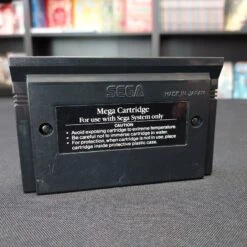 SEGA
MADE IN JAPAN
Mega Cartridge
For use with Sega System only
CAUTION
• Avoid exposing cartridge to extreme temperature.
• Be careful not to immerse cartridge in water.
• For protection, when cartridge is not in use, place
cartridge inside protective plastic case.